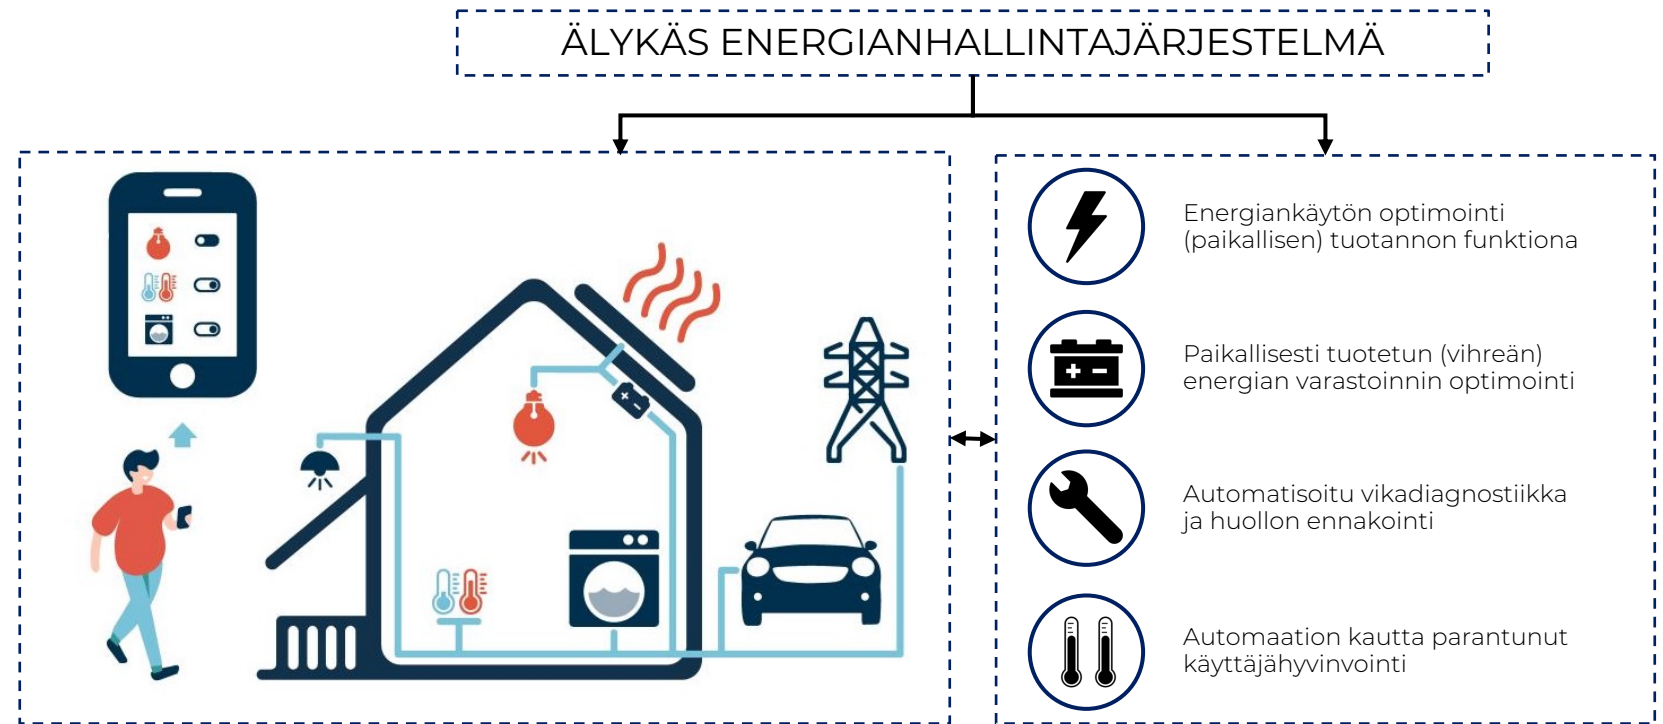 ÄLYKÄS ENERGIANHALLINTAJÄRJESTELMÄ
Energiankäytön optimointi
(paikallisen) tuotannon funktiona
Paikallisesti tuotetun (vihreän)
energian varastoinnin optimointi
Automatisoitu vikadiagnostiikka
ja huollon ennakointi
Automaation kautta parantunut
käyttäjähyvinvointi